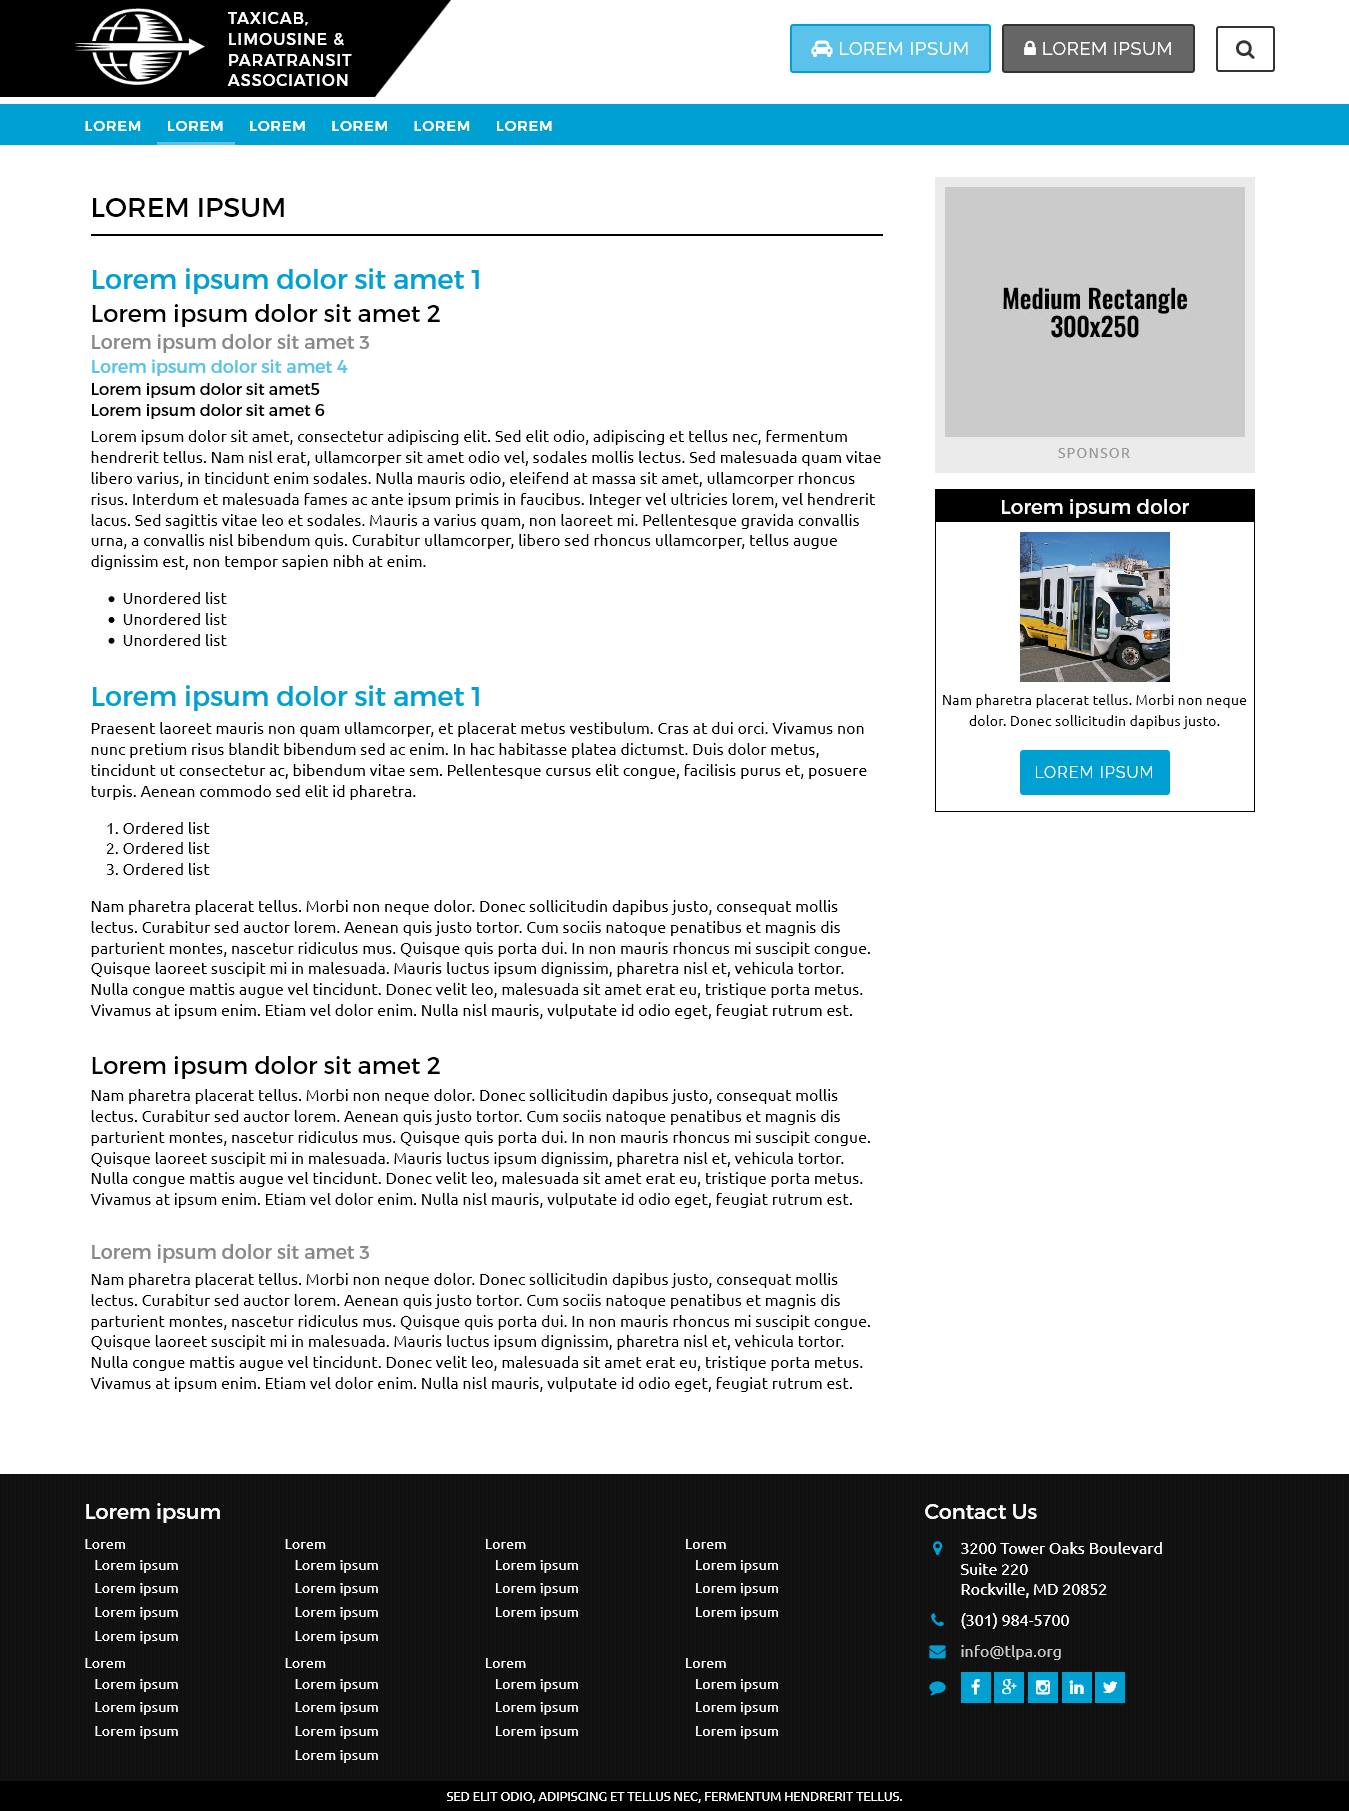 TAXICAB,
LIMOUSINE &
PARATRANSIT
ASSOCIATION
LOREM IPSUM
LOREM IPSUM
LOREM LOREM LOREM LOREM LOREM LOREM
LOREM IPSUM
Lorem ipsum dolor sit amet 1
Lorem ipsum dolor sit amet 2
Lorem ipsum dolor sit amet 3
Lorem ipsum dolor sit amet 4
Lorem ipsum dolor sit amet5
Lorem ipsum dolor sit amet 6
Lorem ipsum dolor sit amet, consectetur adipiscing elit. Sed elit odio, adipiscing et tellus nec, fermentum
hendrerit tellus. Nam nisl erat, ullamcorper sit amet odio vel, sodales mollis lectus. Sed malesuada quam vitae
libero varius, in tincidunt enim sodales. Nulla mauris odio, eleifend at massa sit amet, ullamcorper rhoncus
risus. Interdum et malesuada fames ac ante ipsum primis in faucibus. Integer vel ultricies lorem, vel hendrerit
lacus. Sed sagittis vitae leo et sodales. Mauris a varius quam, non laoreet mi. Pellentesque gravida convallis
urna, a convallis nisl bibendum quis. Curabitur ullamcorper, libero sed rhoncus ullamcorper, tellus augue
dignissim est, non tempor sapien nibh at enim.
• Unordered list
• Unordered list
• Unordered list
Lorem ipsum dolor sit amet 1
Praesent laoreet mauris non quam ullamcorper, et placerat metus vestibulum. Cras at dui orci. Vivamus non
nunc pretium risus blandit bibendum sed ac enim. In hac habitasse platea dictumst. Duis dolor metus,
tincidunt ut consectetur ac, bibendum vitae sem. Pellentesque cursus elit congue, facilisis purus et, posuere
turpis. Aenean commodo sed elit id pharetra.
1. Ordered list
2. Ordered list
3. Ordered list
Nam pharetra placerat tellus. Morbi non neque dolor. Donec sollicitudin dapibus justo, consequat mollis
lectus. Curabitur sed auctor lorem. Aenean quis justo tortor. Cum sociis natoque penatibus et magnis dis
parturient montes, nascetur ridiculus mus. Quisque quis porta dui. In non mauris rhoncus mi suscipit congue.
Quisque laoreet suscipit mi in malesuada. Mauris luctus ipsum dignissim, pharetra nisl et, vehicula tortor.
Nulla congue mattis augue vel tincidunt. Donec velit leo, malesuada sit amet erat eu, tristique porta metus.
Vivamus at ipsum enim. Etiam vel dolor enim. Nulla nisl mauris, vulputate id odio eget, feugiat rutrum est.
Lorem ipsum dolor sit amet 2
Nam pharetra placerat tellus. Morbi non neque dolor. Donec sollicitudin dapibus justo, consequat mollis
lectus. Curabitur sed auctor lorem. Aenean quis justo tortor. Cum sociis natoque penatibus et magnis dis
parturient montes, nascetur ridiculus mus. Quisque quis porta dui. In non mauris rhoncus mi suscipit congue.
Quisque laoreet suscipit mi in malesuada. Mauris luctus ipsum dignissim, pharetra nisl et, vehicula tortor.
Nulla congue mattis augue vel tincidunt. Donec velit leo, malesuada sit amet erat eu, tristique porta metus.
Vivamus at ipsum enim. Etiam vel dolor enim. Nulla nisl mauris, vulputate id odio eget, feugiat rutrum est.
Lorem ipsum dolor sit amet 3
Nam pharetra placerat tellus. Morbi non neque dolor. Donec sollicitudin dapibus justo, consequat mollis
lectus. Curabitur sed auctor lorem. Aenean quis justo tortor. Cum sociis natoque penatibus et magnis dis
parturient montes, nascetur ridiculus mus. Quisque quis porta dui. In non mauris rhoncus mi suscipit congue.
Quisque laoreet suscipit mi in malesuada. Mauris luctus ipsum dignissim, pharetra nisl et, vehicula tortor.
Nulla congue mattis augue vel tincidunt. Donec velit leo, malesuada sit amet erat eu, tristique porta metus.
Vivamus at ipsum enim. Etiam vel dolor enim. Nulla nisl mauris, vulputate id odio eget, feugiat rutrum est.
Medium Rectangle
300x250
SPONSOR
Lorem ipsum dolor
Nam pharetra placerat tellus. Morbi non neque
dolor. Donec sollicitudin dapibus justo.
LOREM IPSUM
Lorem ipsum
Lorem
Lorem ipsum
Lorem ipsum
Lorem ipsum
Lorem ipsum
Lorem
Lorem ipsum
Lorem ipsum
Lorem ipsum
Lorem ipsum
Lorem
Lorem ipsum
Lorem ipsum
Lorem ipsum
Lorem
Lorem ipsum
Lorem ipsum
Lorem ipsum
Lorem
Lorem ipsum
Lorem ipsum
Lorem ipsum
Lorem
Lorem ipsum
Lorem ipsum
Lorem ipsum
Lorem ipsum
Lorem
Lorem ipsum
Lorem ipsum
Lorem ipsum
Lorem
Lorem ipsum
Lorem ipsum
Lorem ipsum
Contact Us
3200 Tower Oaks Boulevard
Suite 220
Rockville, MD 20852
(301) 984-5700
info@tlpa.org
SED ELIT ODIO, ADIPISCING ET TELLUS NEC, FERMENTUM HENDRERIT TELLUS.